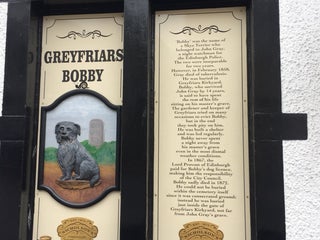 GREYFRIARS
BOBBY
'Bobby' was the name of
a Skye Terrier who
belonged to John Gray;
a night watchman for
the Edinburgh Police.
The two were inseparable
for two years.
However, in February 1858,
Gray died of tuberculosis.
He was buried in
Greyfriars Kirkyard.
Bobby, who survived
John Gray by 14 years,
is said to have spent
the rest of his life
sitting on his master's grave.
The gardener and keeper of
Greyfriars tried on many
occasions to evict Bobby,
but in the end
they took pity on him.
He was built a shelter
and was fed regularly.
Bobby never spent
a night away from
his master's grave
even in the most dismal
weather conditions.
In 1867, the
Lord Provost of Edinburgh
paid for Bobby's dog licence,
making him the responsibility
of the City Council.
Bobby sadly died in 1872.
He could not be buried
within the cemetery itself
since it was consecrated ground;
instead he was buried
just inside the gate of
Greyfriars Kirkyard, not far
from John Gray's grave.